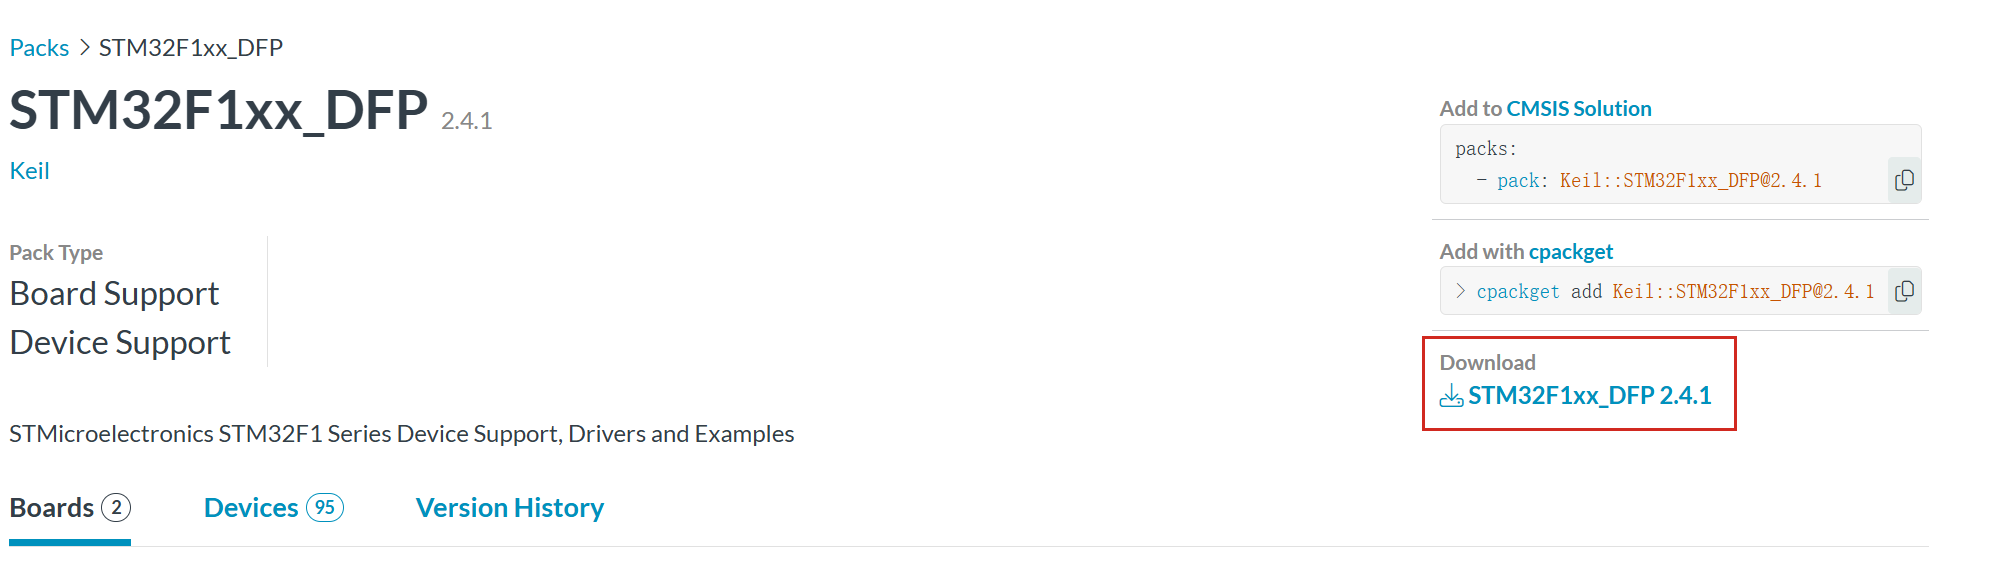 Packs > STM32F1xx_DFP
STM32F1xx_DFP 2.4.1
Keil
Pack Type
Board Support
Device Support
STMicroelectronics STM32F1 Series Device Support, Drivers and Examples
Add to CMSIS Solution
packs:
  - pack: Keil::STM32F1xx_DFP@2.4.1
Add with cpackget
> cpackget add Keil::STM32F1xx_DFP@2.4.1
Download
STM32F1xx_DFP 2.4.1
Boards 2 Devices 95 Version History